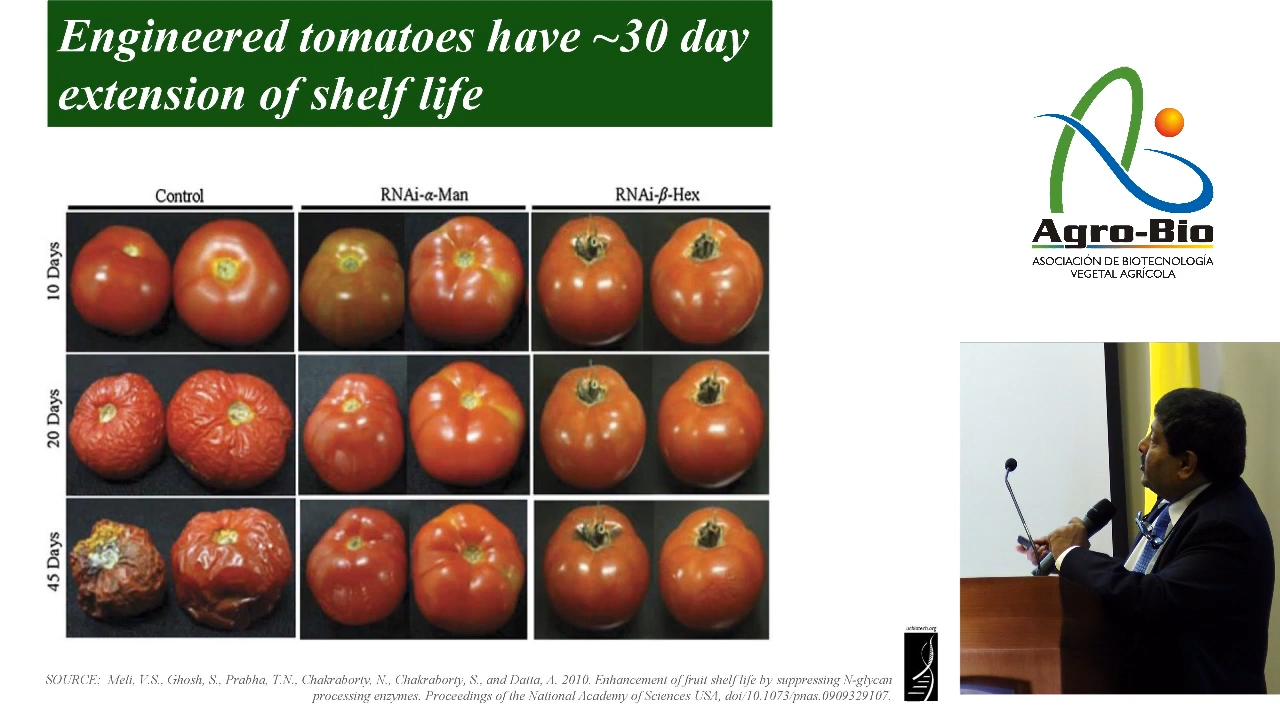 Engineered tomatoes have ~30 day
extension of shelf life
Control
RNAi-α-Man
RNAi-β-Hex
10 Days
20 Days
45 Days
Agro-Bio
ASOCIACIÓN DE BIOTECNOLOGÍA
VEGETAL AGRÍCOLA
ucbiotech.org
SOURCE: Meli, V.S., Ghosh, S., Prabha, T.N., Chakraborty, N., Chakraborty, S., and Datta, A. 2010. Enhancement of fruit shelf life by suppressing N-glycan
processing enzymes. Proceedings of the National Academy of Sciences USA, doi/10.1073/pnas.0909329107.